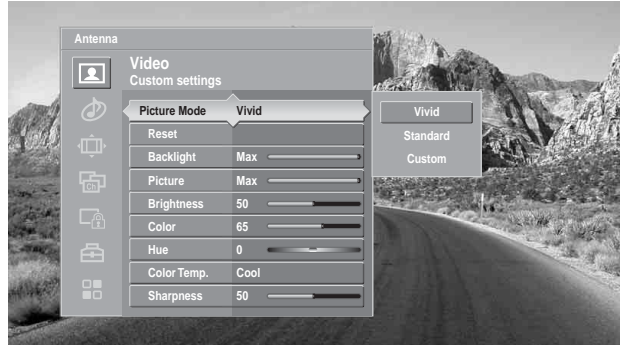 Antenna
Video
Custom settings
Picture Mode Vivid
Reset
Backlight Max
Picture Max
Brightness 50
Color 65
Hue 0
Color Temp. Cool
Sharpness 50
Vivid
Standard
Custom
Ch